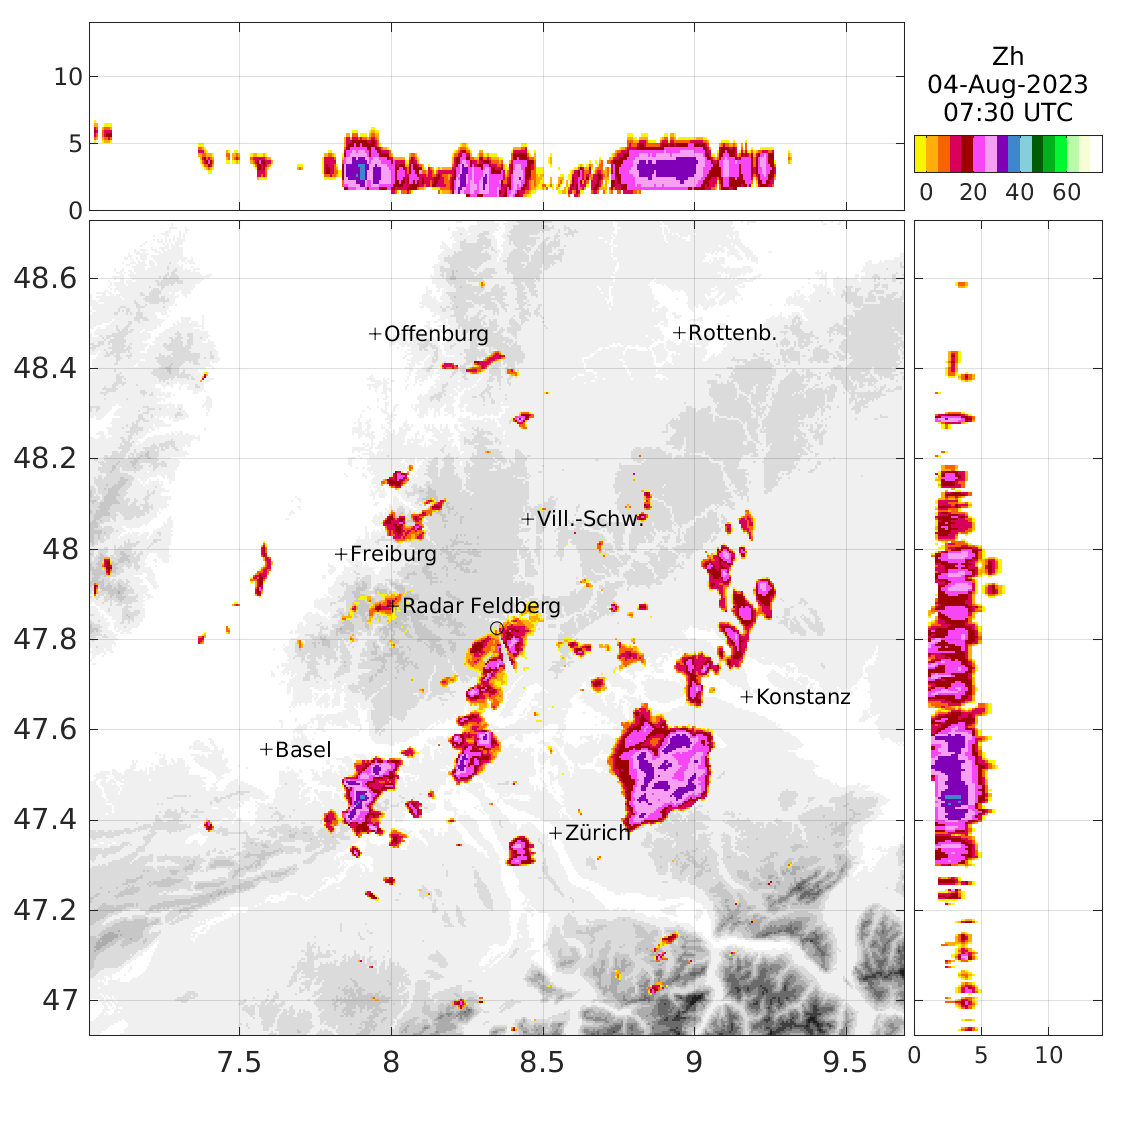 10
5
0
Zh
04-Aug-2023
07:30 UTC
0 20 40 60
48.6
48.4
48.2
48
47.8
47.6
47.4
47.2
47
+Offenburg
+Rottenb.
+Vill.-Schw.
+Freiburg
+Radar Feldberg
+Konstanz
+Basel
+Zürich
7.5 8 8.5 9 9.5
0 5 10